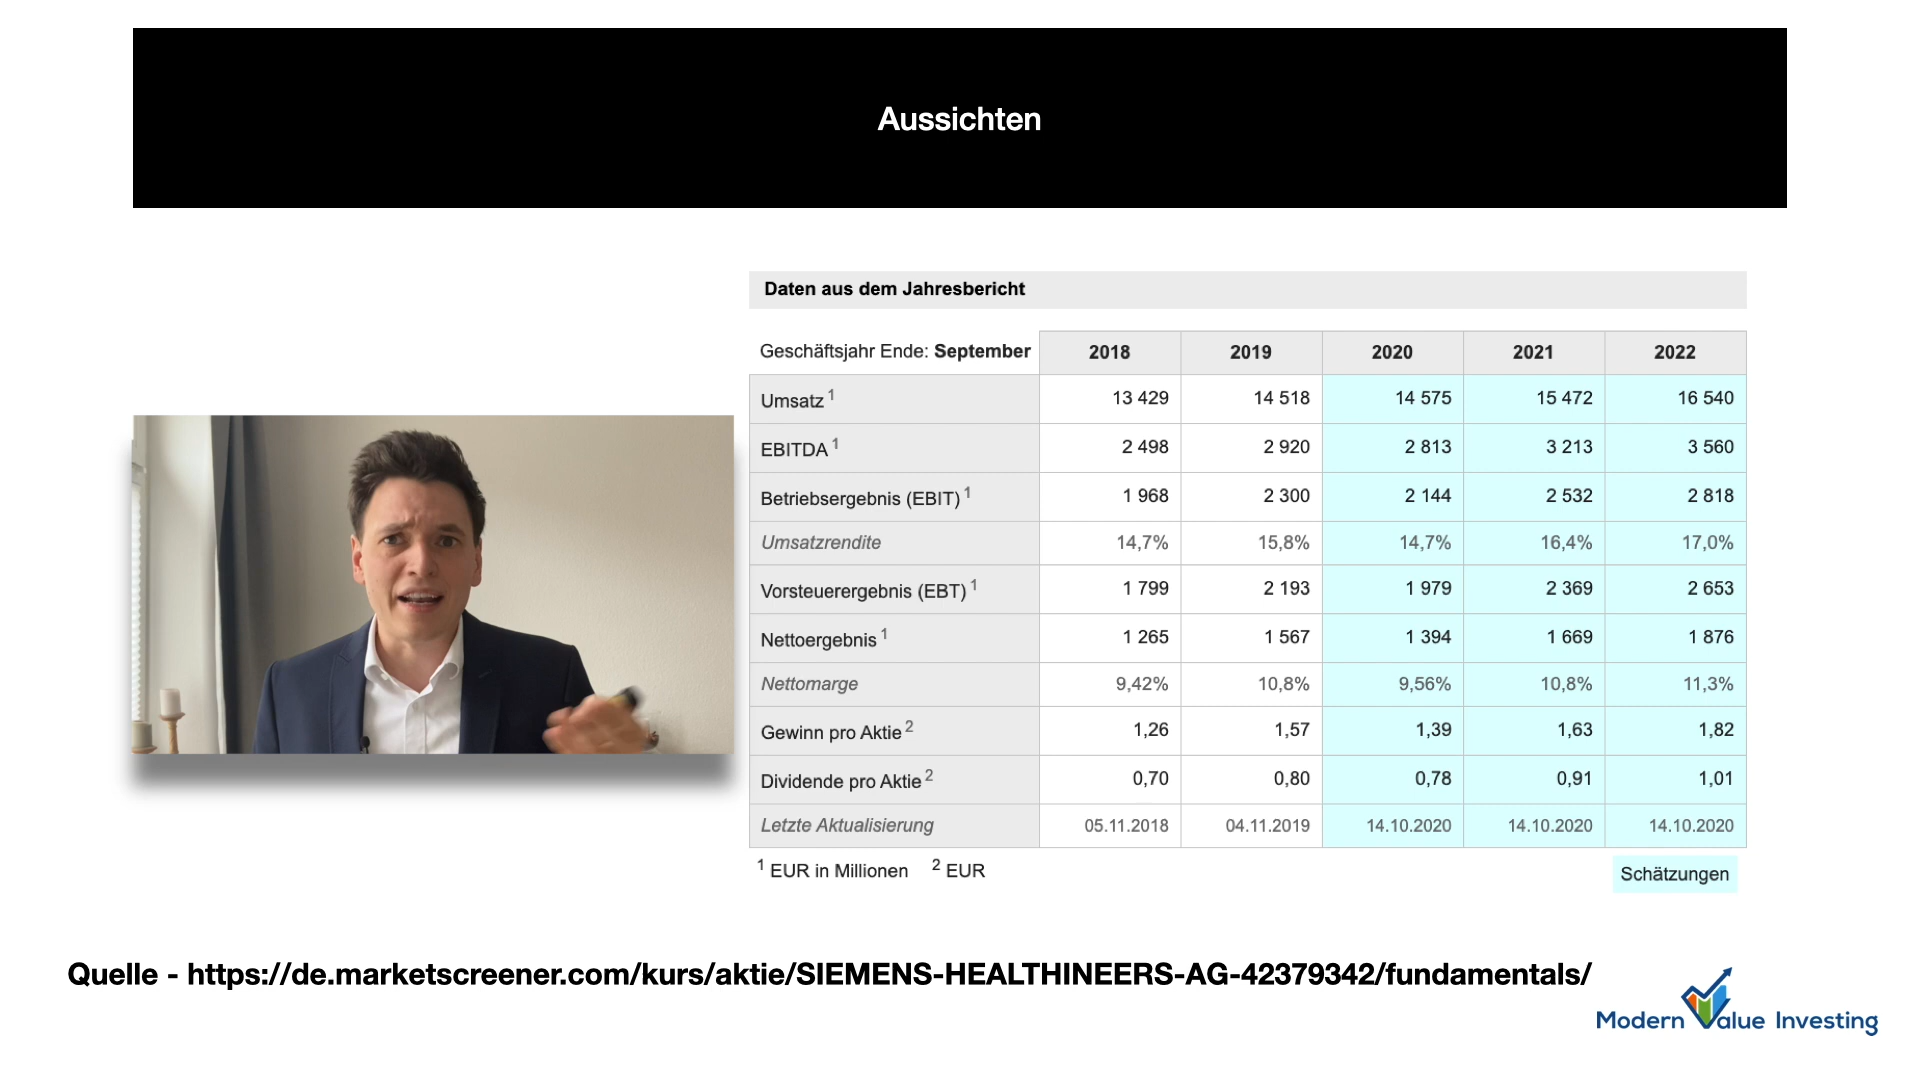 Aussichten
Daten aus dem Jahresbericht
Geschäftsjahr Ende: September 2018 2019 2020 2021 2022
Umsatz 1 13 429 14 518 14 575 15 472 16 540
EBITDA 1 2 498 2 920 2 813 3 213 3 560
Betriebsergebnis (EBIT) 1 1 968 2 300 2 144 2 532 2 818
Umsatzrendite 14,7% 15,8% 14,7% 16,4% 17,0%
Vorsteuerergebnis (EBT) 1 1 799 2 193 1 979 2 369 2 653
Nettoergebnis 1 1 265 1 567 1 394 1 669 1 876
Nettomarge 9,42% 10,8% 9,56% 10,8% 11,3%
Gewinn pro Aktie 2 1,26 1,57 1,39 1,63 1,82
Dividende pro Aktie 2 0,70 0,80 0,78 0,91 1,01
Letzte Aktualisierung 05.11.2018 04.11.2019 14.10.2020 14.10.2020 14.10.2020
1 EUR in Millionen 2 EUR Schätzungen
Quelle - https://de.marketscreener.com/kurs/aktie/SIEMENS-HEALTHINEERS-AG-42379342/fundamentals/
Modern Value Investing